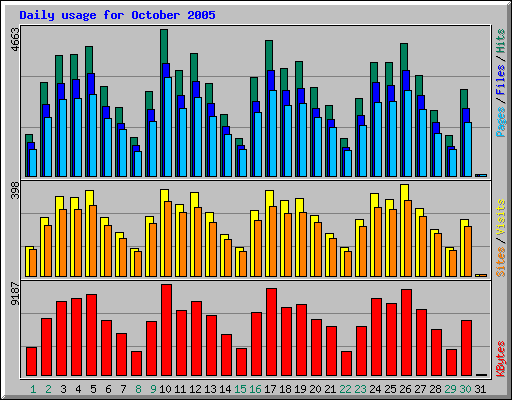 Daily usage for October 2005
4663
Pages / Files / Hits
398
Sites / Visits
9187
KBytes
1 2 3 4 5 6 7 8 9 10 11 12 13 14 15 16 17 18 19 20 21 22 23 24 25 26 27 28 29 30 31